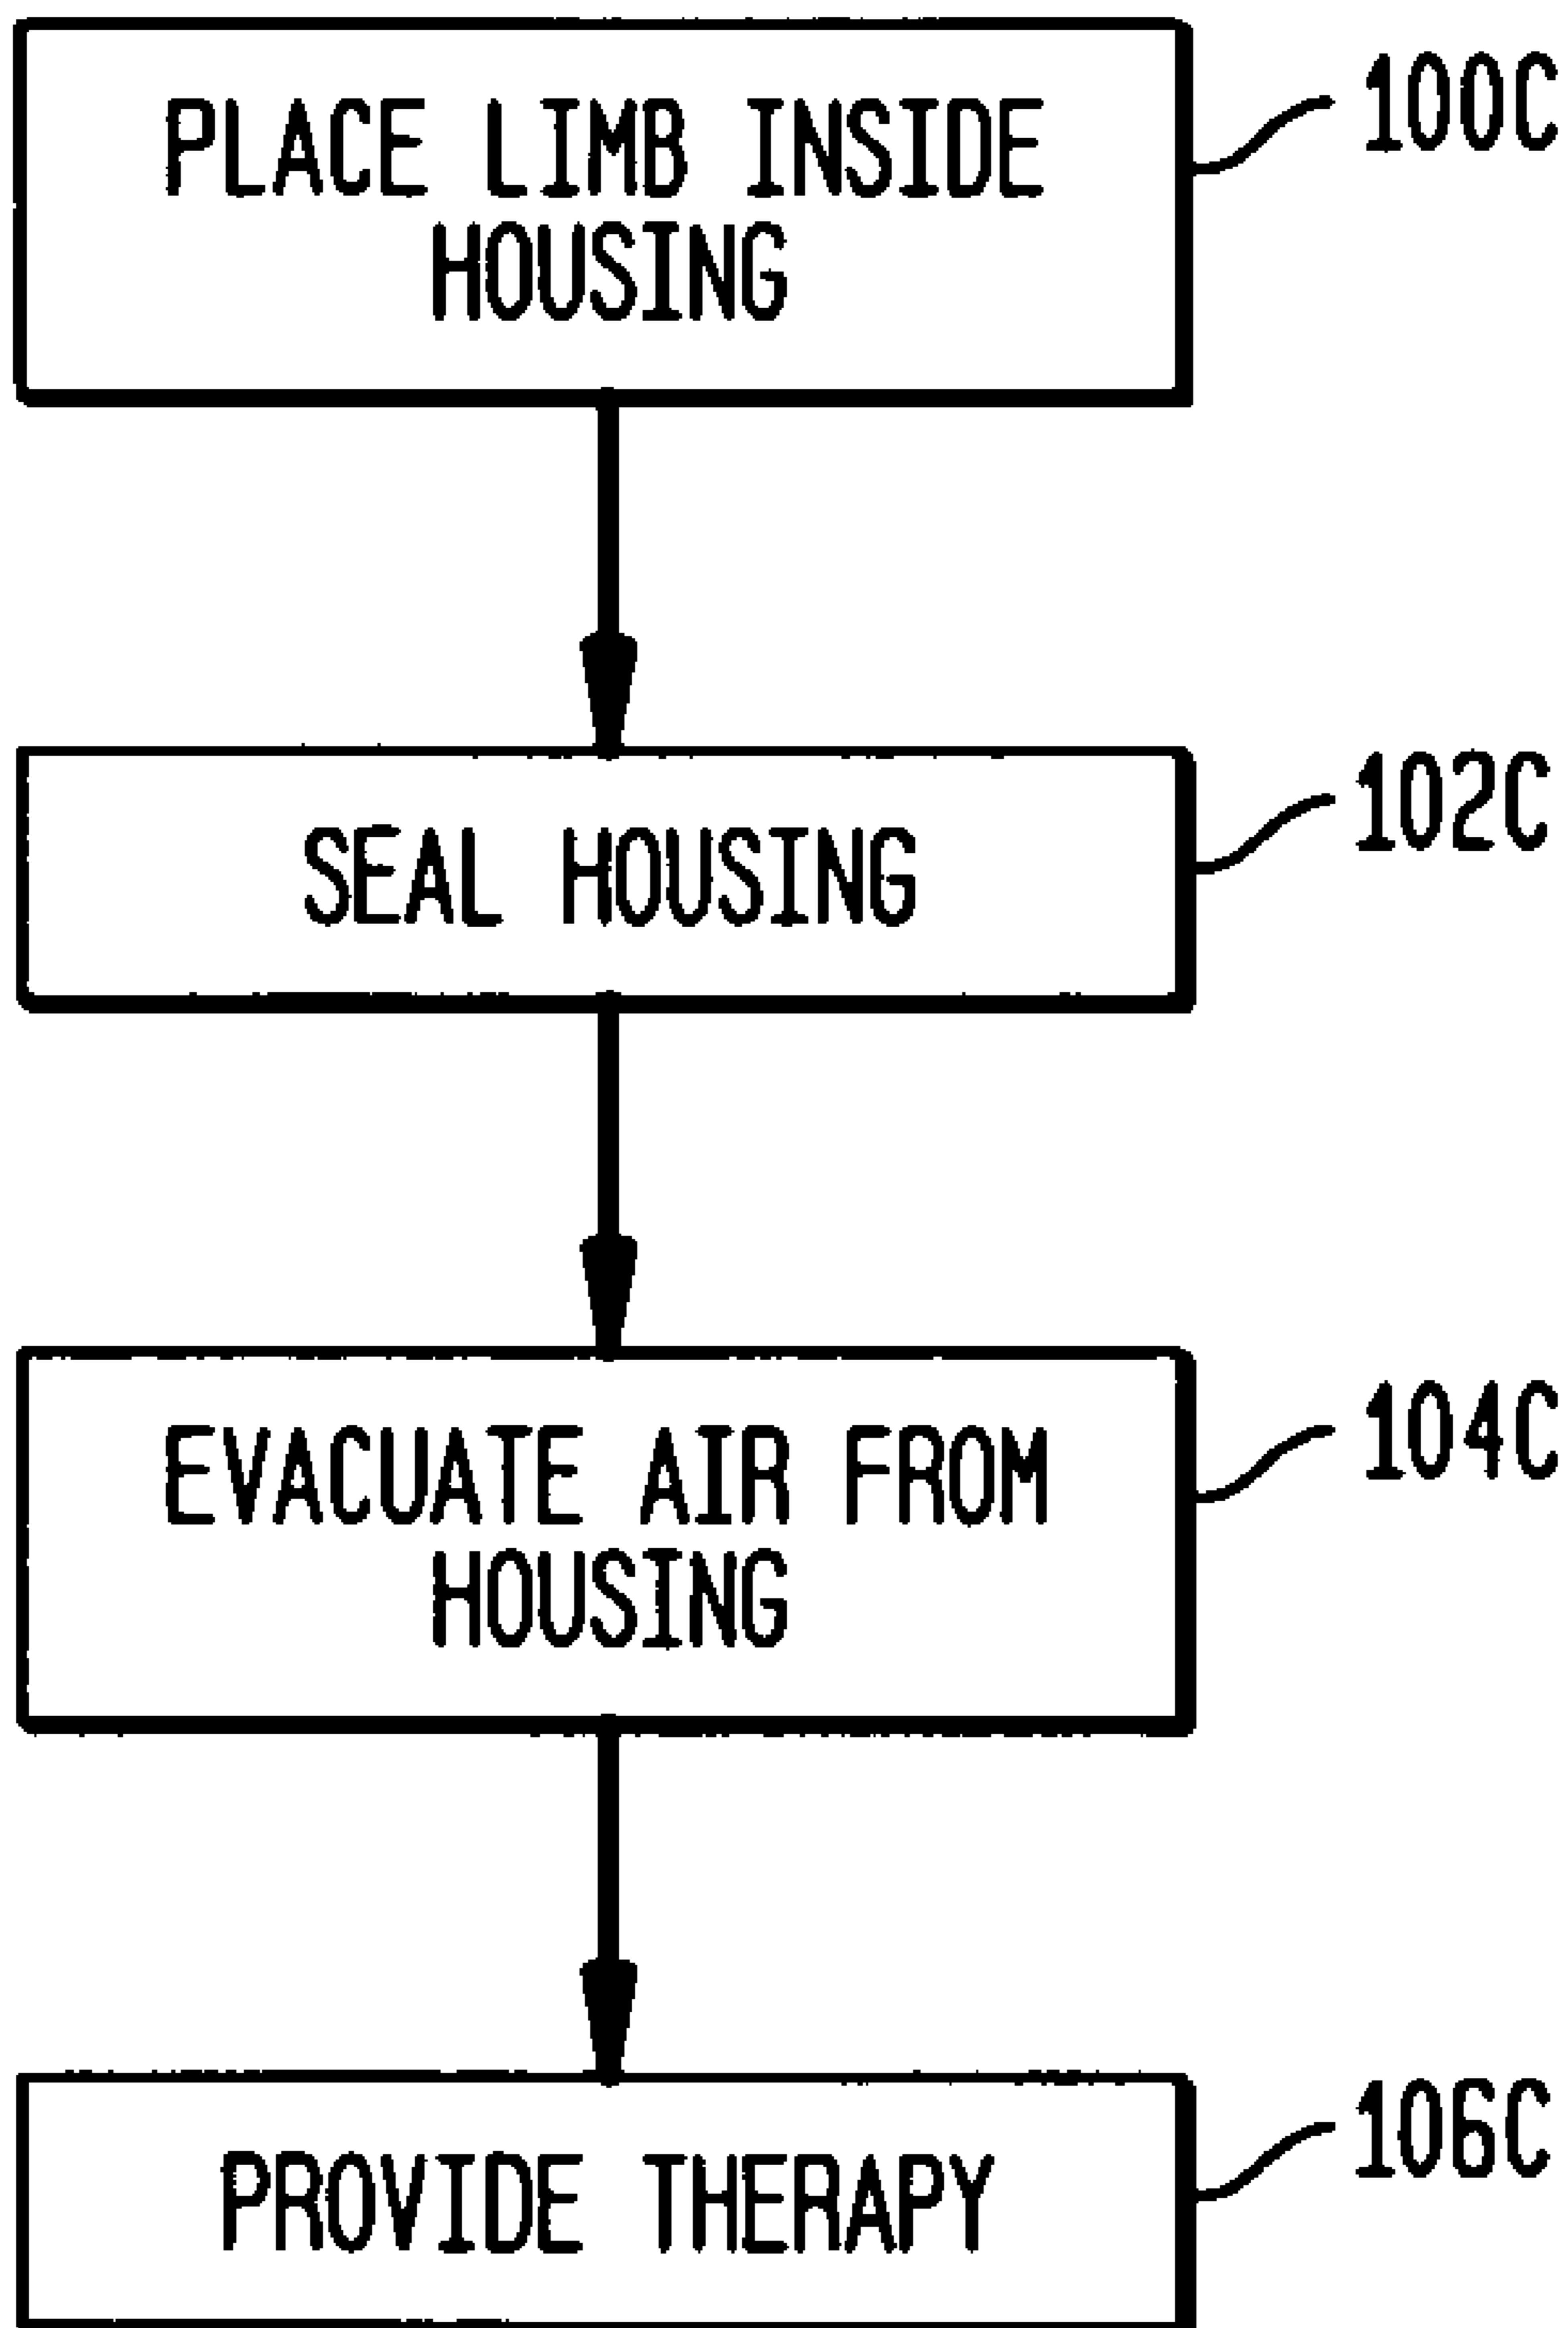 PLACE LIMB INSIDE
HOUSING
100C
SEAL HOUSING
102C
EVACUATE AIR FROM
HOUSING
104C
PROVIDE THERAPY
106C